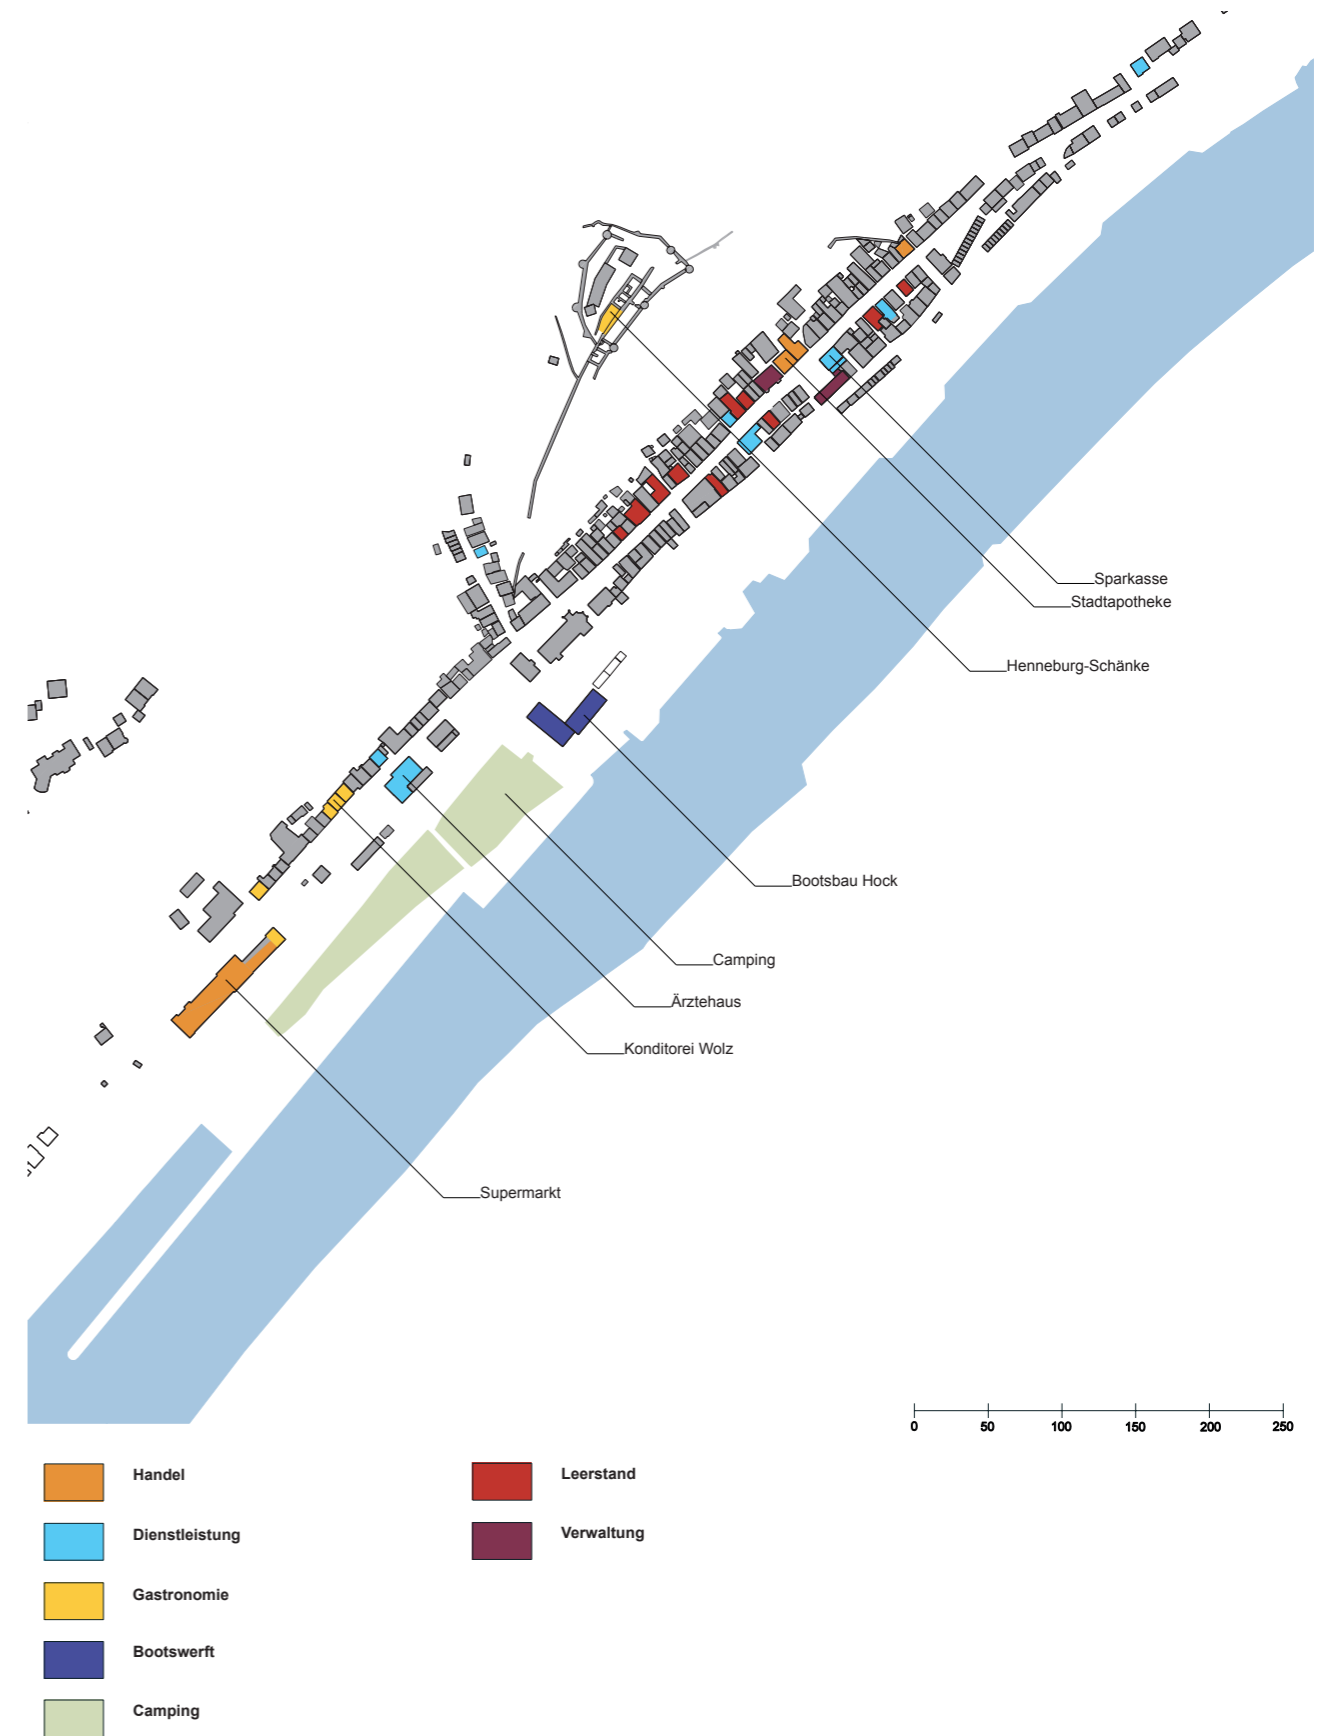 Sparkasse
Stadtapotheke
Henneburg-Schänke
Bootsbau Hock
Camping
Ärztehaus
Konditorei Wolz
Supermarkt
0 50 100 150 200 250
Handel
Leerstand
Dienstleistung
Verwaltung
Gastronomie
Bootswerft
Camping